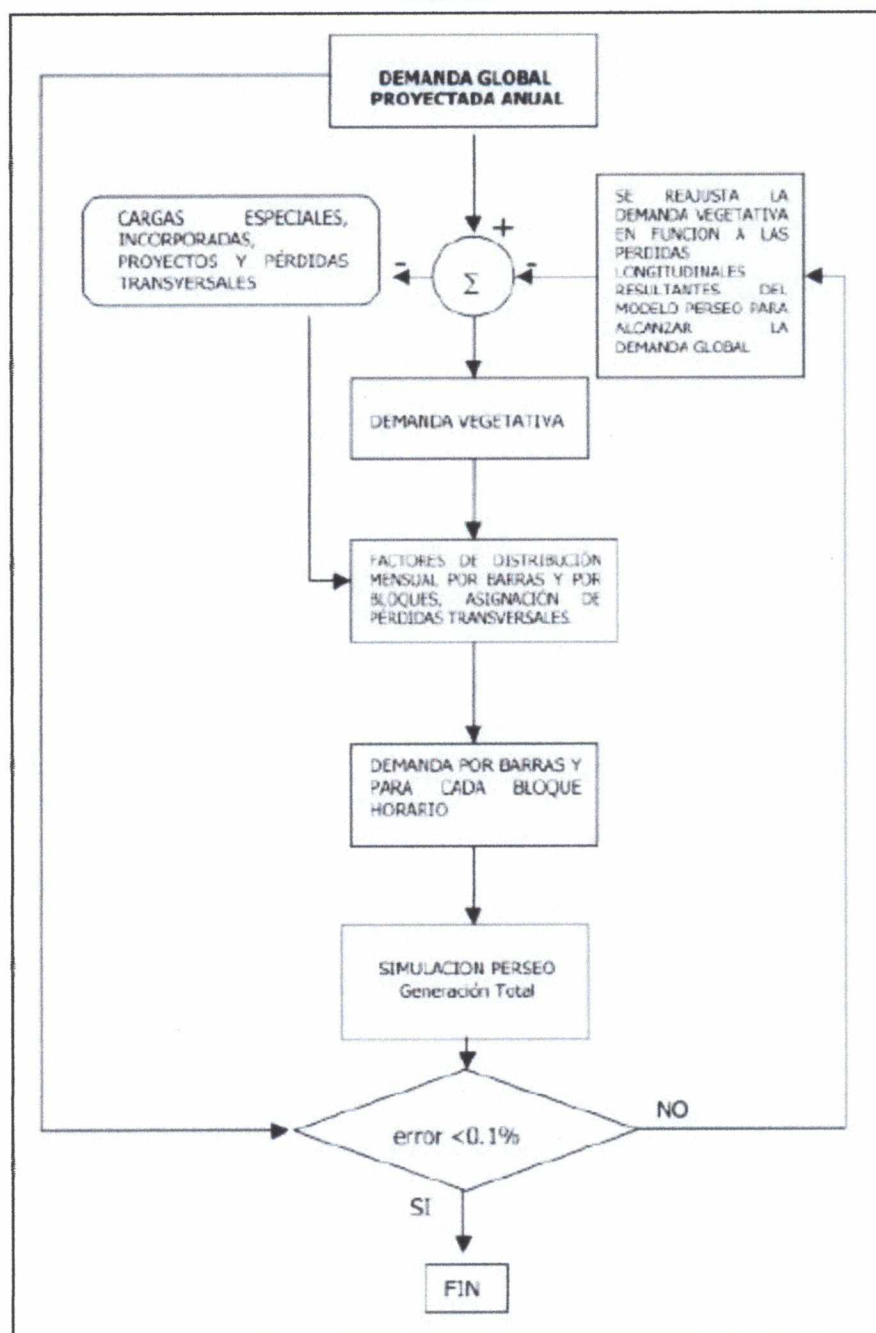 DEMANDA GLOBAL
PROYECTADA ANUAL
CARGAS ESPECIALES,
INCORPORADAS,
PROYECTOS Y PÉRDIDAS
TRANSVERSALES
-
+
Σ
-
SE REAJUSTA LA
DEMANDA VEGETATIVA
EN FUNCION A LAS
PERDIDAS
LONGITUDINALES
RESULTANTES DEL
MODELO PERSEO PARA
ALCANZAR LA
DEMANDA GLOBAL
DEMANDA VEGETATIVA
FACTORES DE DISTRIBUCIÓN
MENSUAL POR BARRAS Y POR
BLOQUES, ASIGNACIÓN DE
PÉRDIDAS TRANSVERSALES.
DEMANDA POR BARRAS Y
PARA CADA BLOQUE
HORARIO
SIMULACION PERSEO
Generación Total
error <0.1%
NO
SI
FIN